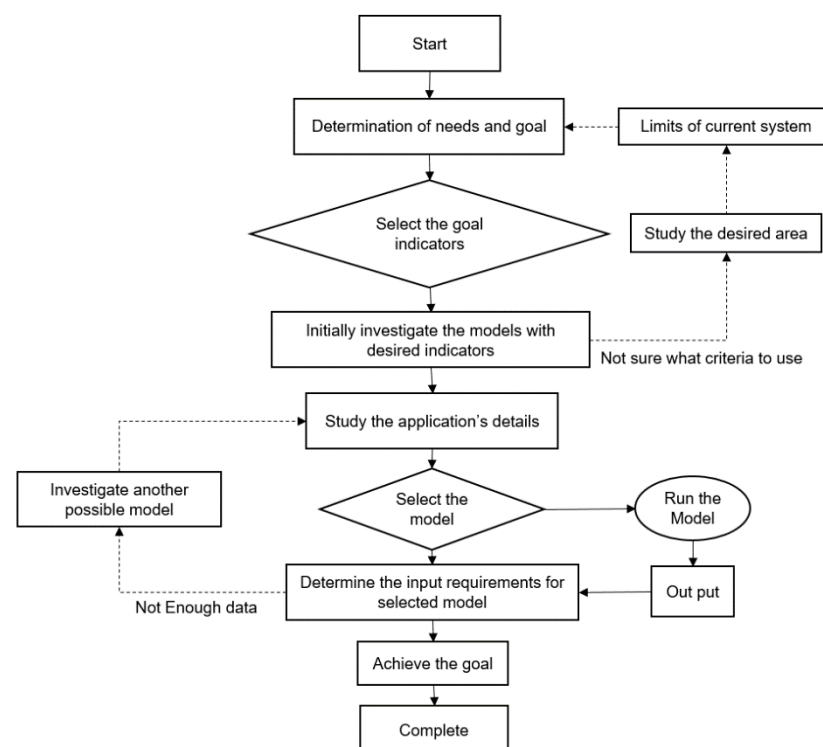 Start
Determination of needs and goal
Limits of current system
Select the goal
indicators
Study the desired area
Initially investigate the models with
desired indicators
Not sure what criteria to use
Study the application's details
Investigate another
possible model
Select the
model
Run the
Model
Determine the input requirements for
selected model
Not Enough data
Out put
Achieve the goal
Complete